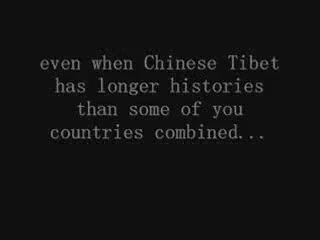 even when Chinese Tibet
has longer histories
than some of you
countries combined...